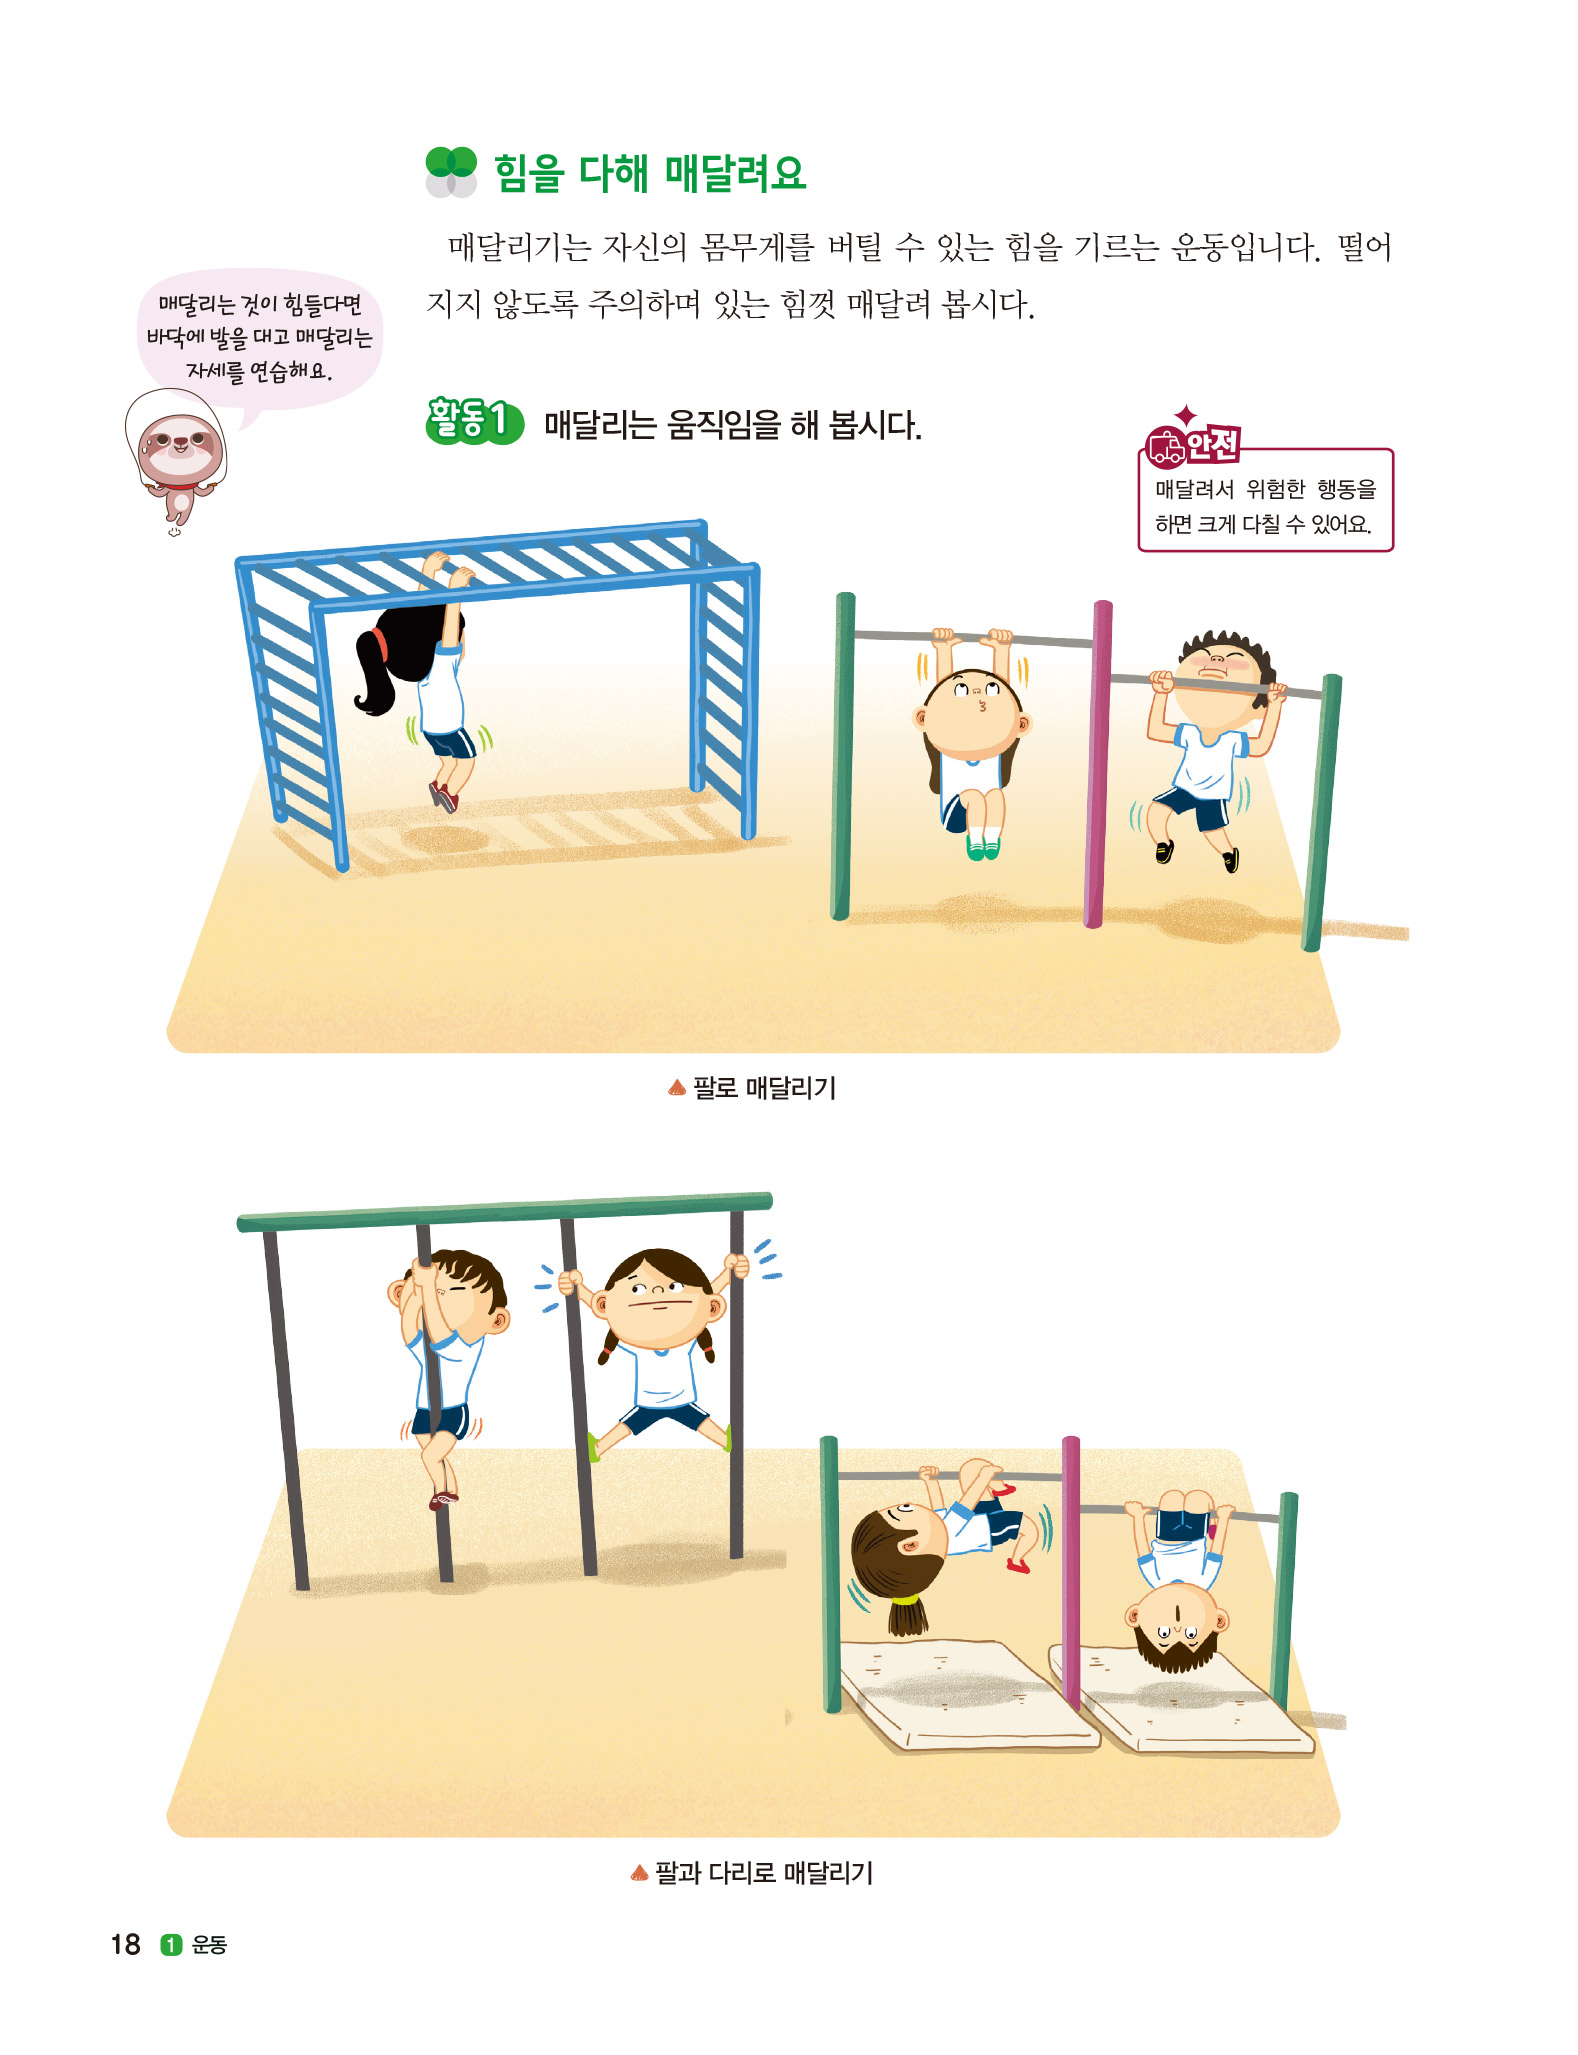 힘을 다해 매달려요
매달리기는 자신의 몸무게를 버틸 수 있는 힘을 기르는 운동입니다. 떨어
지지 않도록 주의하며 있는 힘껏 매달려 봅시다.
매달리는 것이 힘들다면
바닥에 발을 대고 매달리는
자세를 연습해요.
활동1 매달리는 움직임을 해 봅시다.
안전
매달려서 위험한 행동을
하면 크게 다칠 수 있어요.
▲ 팔로 매달리기
▲ 팔과 다리로 매달리기
18 1 운동